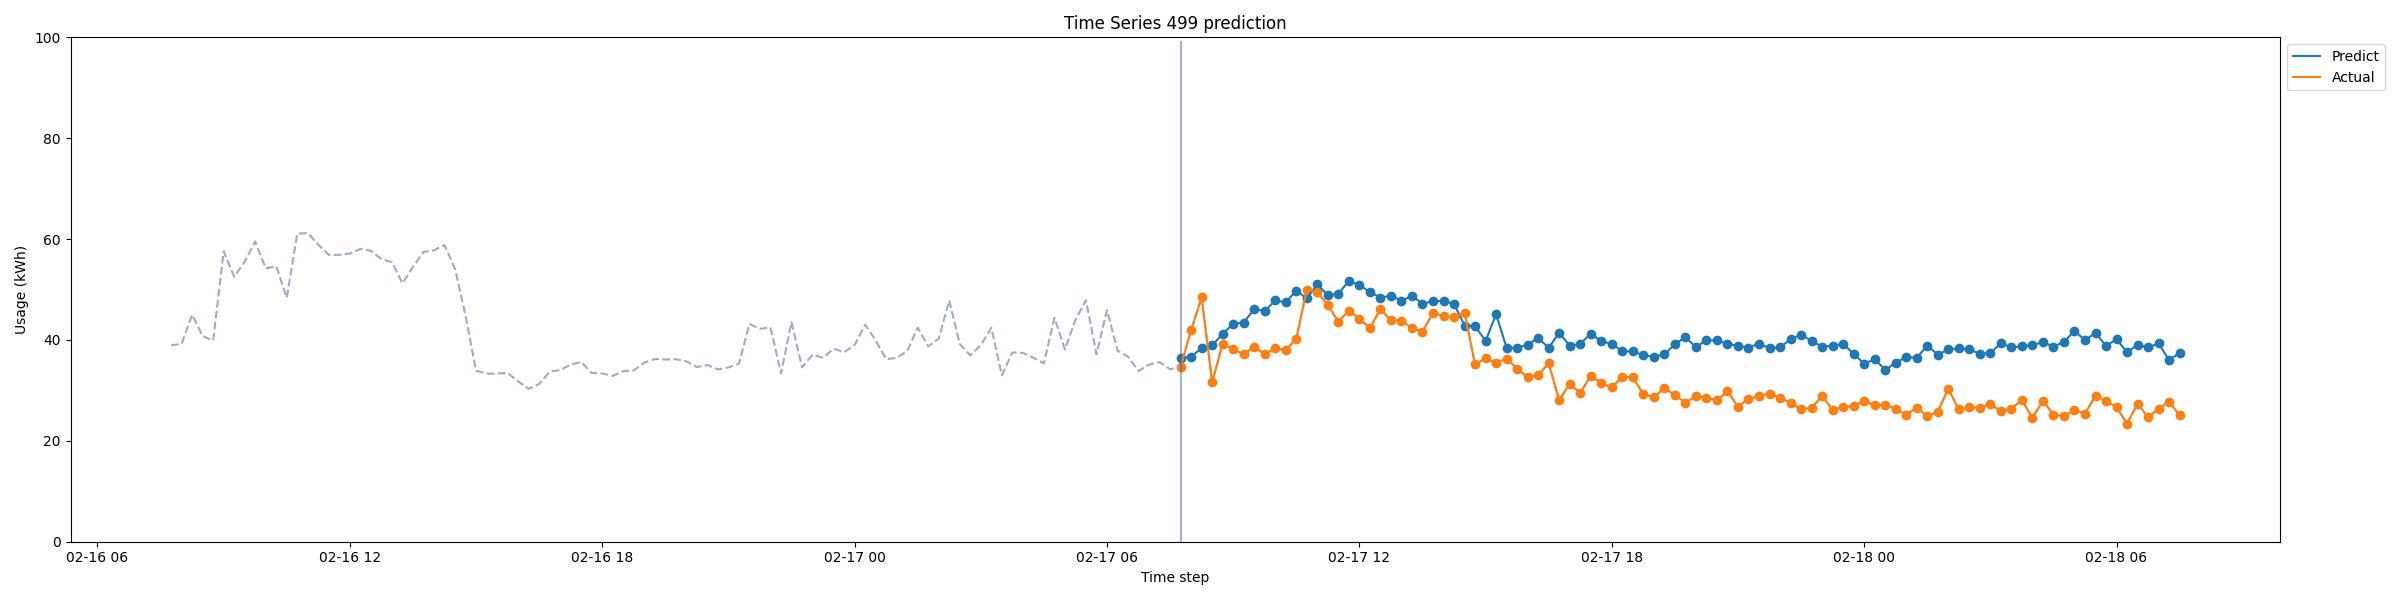 Time Series 499 prediction
100
80
60
40
20
0
Usage (kWh)
02-16 06 02-16 12 02-16 18 02-17 00 02-17 06 02-17 12 02-17 18 02-18 00 02-18 06
Time step
Predict
Actual